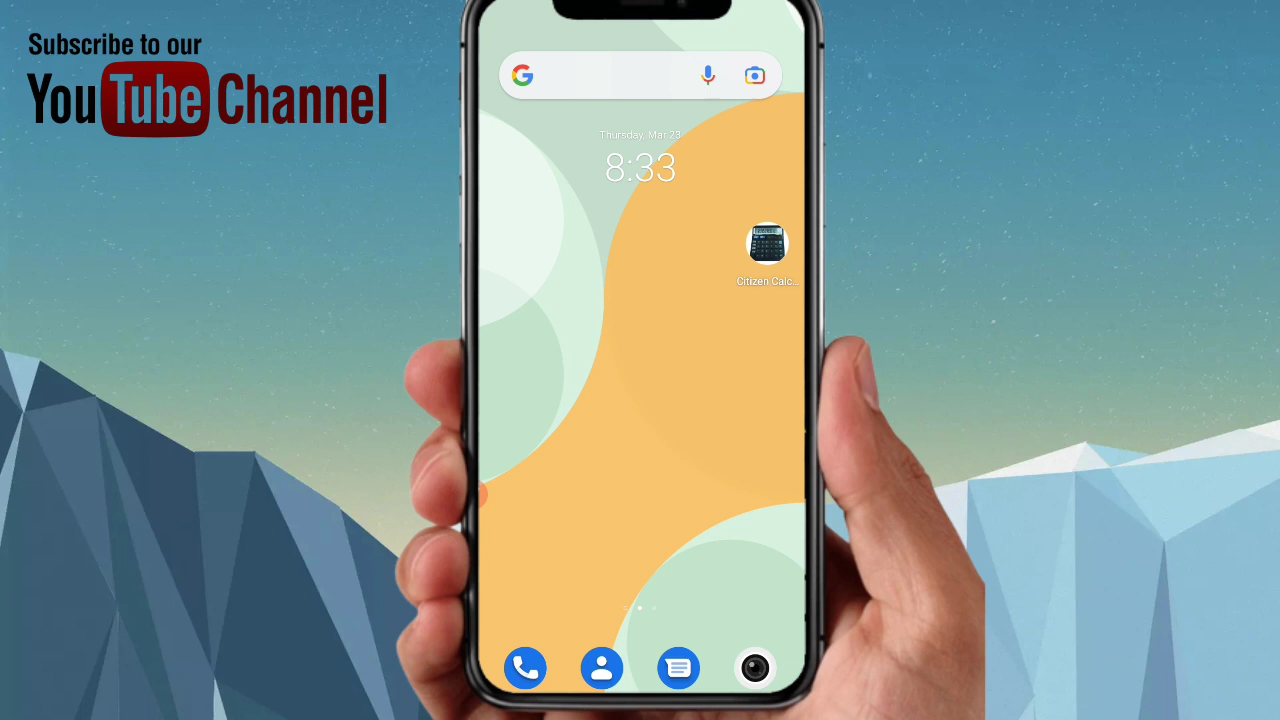 Subscribe to our
YouTube Channel
Thursday, Mar 23
8:33
Citizen Calc...